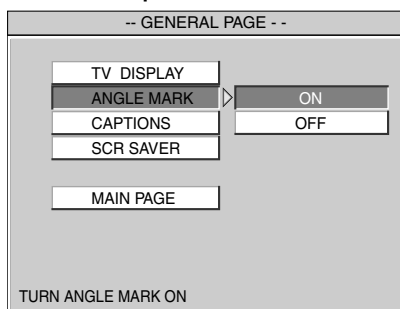 -- GENERAL PAGE - -
TV DISPLAY
ANGLE MARK ON
CAPTIONS OFF
SCR SAVER
MAIN PAGE
TURN ANGLE MARK ON